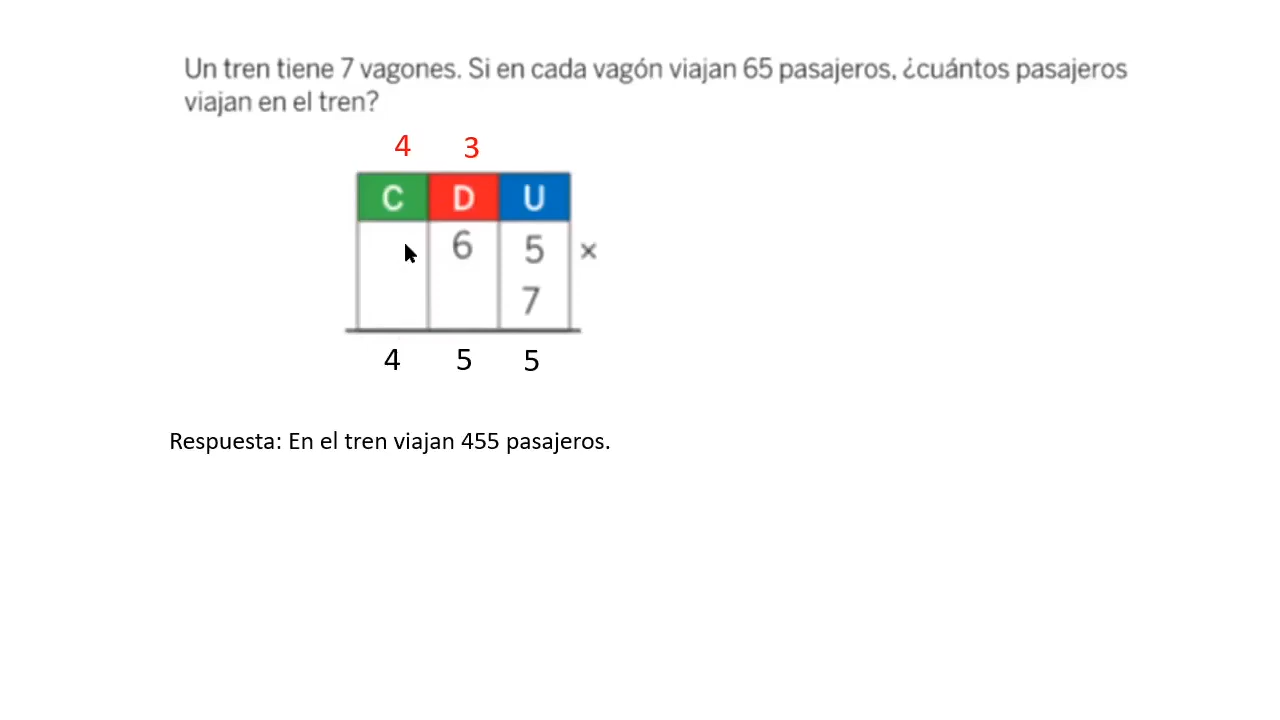 Un tren tiene 7 vagones. Si en cada vagón viajan 65 pasajeros, ¿cuántos pasajeros
viajan en el tren?
4 3
C D U
6 5 ×
7
4 5 5
Respuesta: En el tren viajan 455 pasajeros.